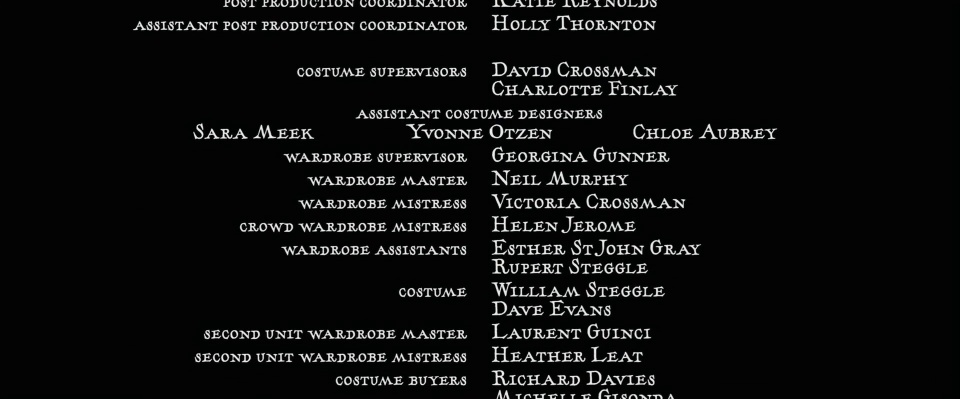 POST PRODUCTION COORDINATOR KATIE REYNOLDS
ASSISTANT POST PRODUCTION COORDINATOR HOLLY THORNTON
COSTUME SUPERVISORS DAVID CROSSMAN
CHARLOTTE FINLAY
ASSISTANT COSTUME DESIGNERS
SARA MEEK YVONNE OTZEN CHLOE AUBREY
WARDROBE SUPERVISOR GEORGINA GUNNER
WARDROBE MASTER NEIL MURPHY
WARDROBE MISTRESS VICTORIA CROSSMAN
CROWD WARDROBE MISTRESS HELEN JEROME
WARDROBE ASSISTANTS ESTHER ST JOHN GRAY
RUPERT STEGGLE
COSTUME WILLIAM STEGGLE
DAVE EVANS
SECOND UNIT WARDROBE MASTER LAURENT GUINCI
SECOND UNIT WARDROBE MISTRESS HEATHER LEAT
COSTUME BUYERS RICHARD DAVIES
MICHELLE